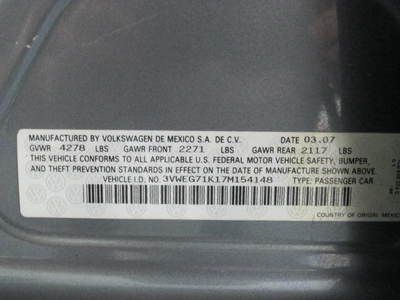 MANUFACTURED BY VOLKSWAGEN DE MEXICO S.A. DE C.V. DATE 03.07
GVWR 4278 LBS GAWR FRONT 2271 LBS GAWR REAR 2117 LBS
THIS VEHICLE CONFORMS TO ALL APPLICABLE U.S. FEDERAL MOTOR VEHICLE SAFETY, BUMPER,
AND THEFT PREVENTION STANDARDS IN EFFECT ON THE DATE OF MANUFACTURE SHOWN ABOVE.
VEHICLE I.D. NO. 3VWEG71K17M154148 TYPE: PASSENGER CAR
COUNTRY OF ORIGIN: MEXICO